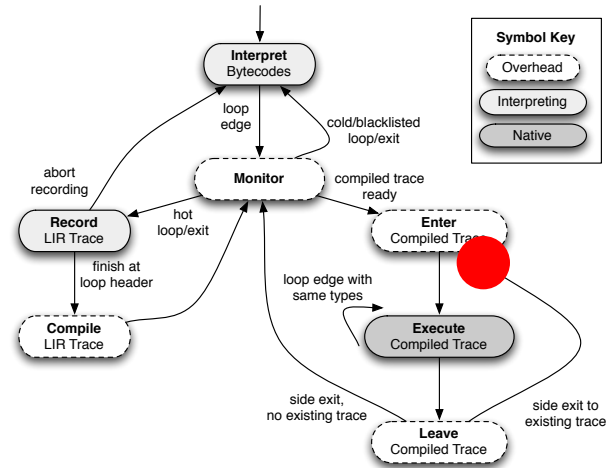 Symbol Key
Overhead
Interpreting
Native
Interpret
Bytecodes
loop
edge
cold/blacklisted
loop/exit
abort
recording
Monitor
compiled trace
ready
hot
loop/exit
Record
LIR Trace
Enter
Compiled Trace
finish at
loop header
loop edge with
same types
Compile
LIR Trace
Execute
Compiled Trace
side exit,
no existing trace
side exit to
existing trace
Leave
Compiled Trace